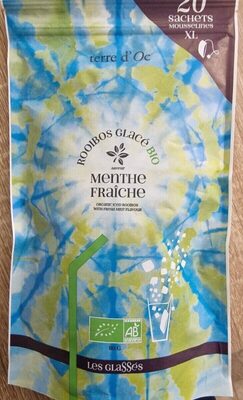 20
SACHETS
MOUSSELINES
XL
terre d'Oc
ROOIBOS GLACÉ BIO
SAVEUR
MENTHE
FRAÎCHE
ORGANIC ICED ROOIBOS
WITH FRESH MINT FLAVOUR
AB
LES GLASSÉS